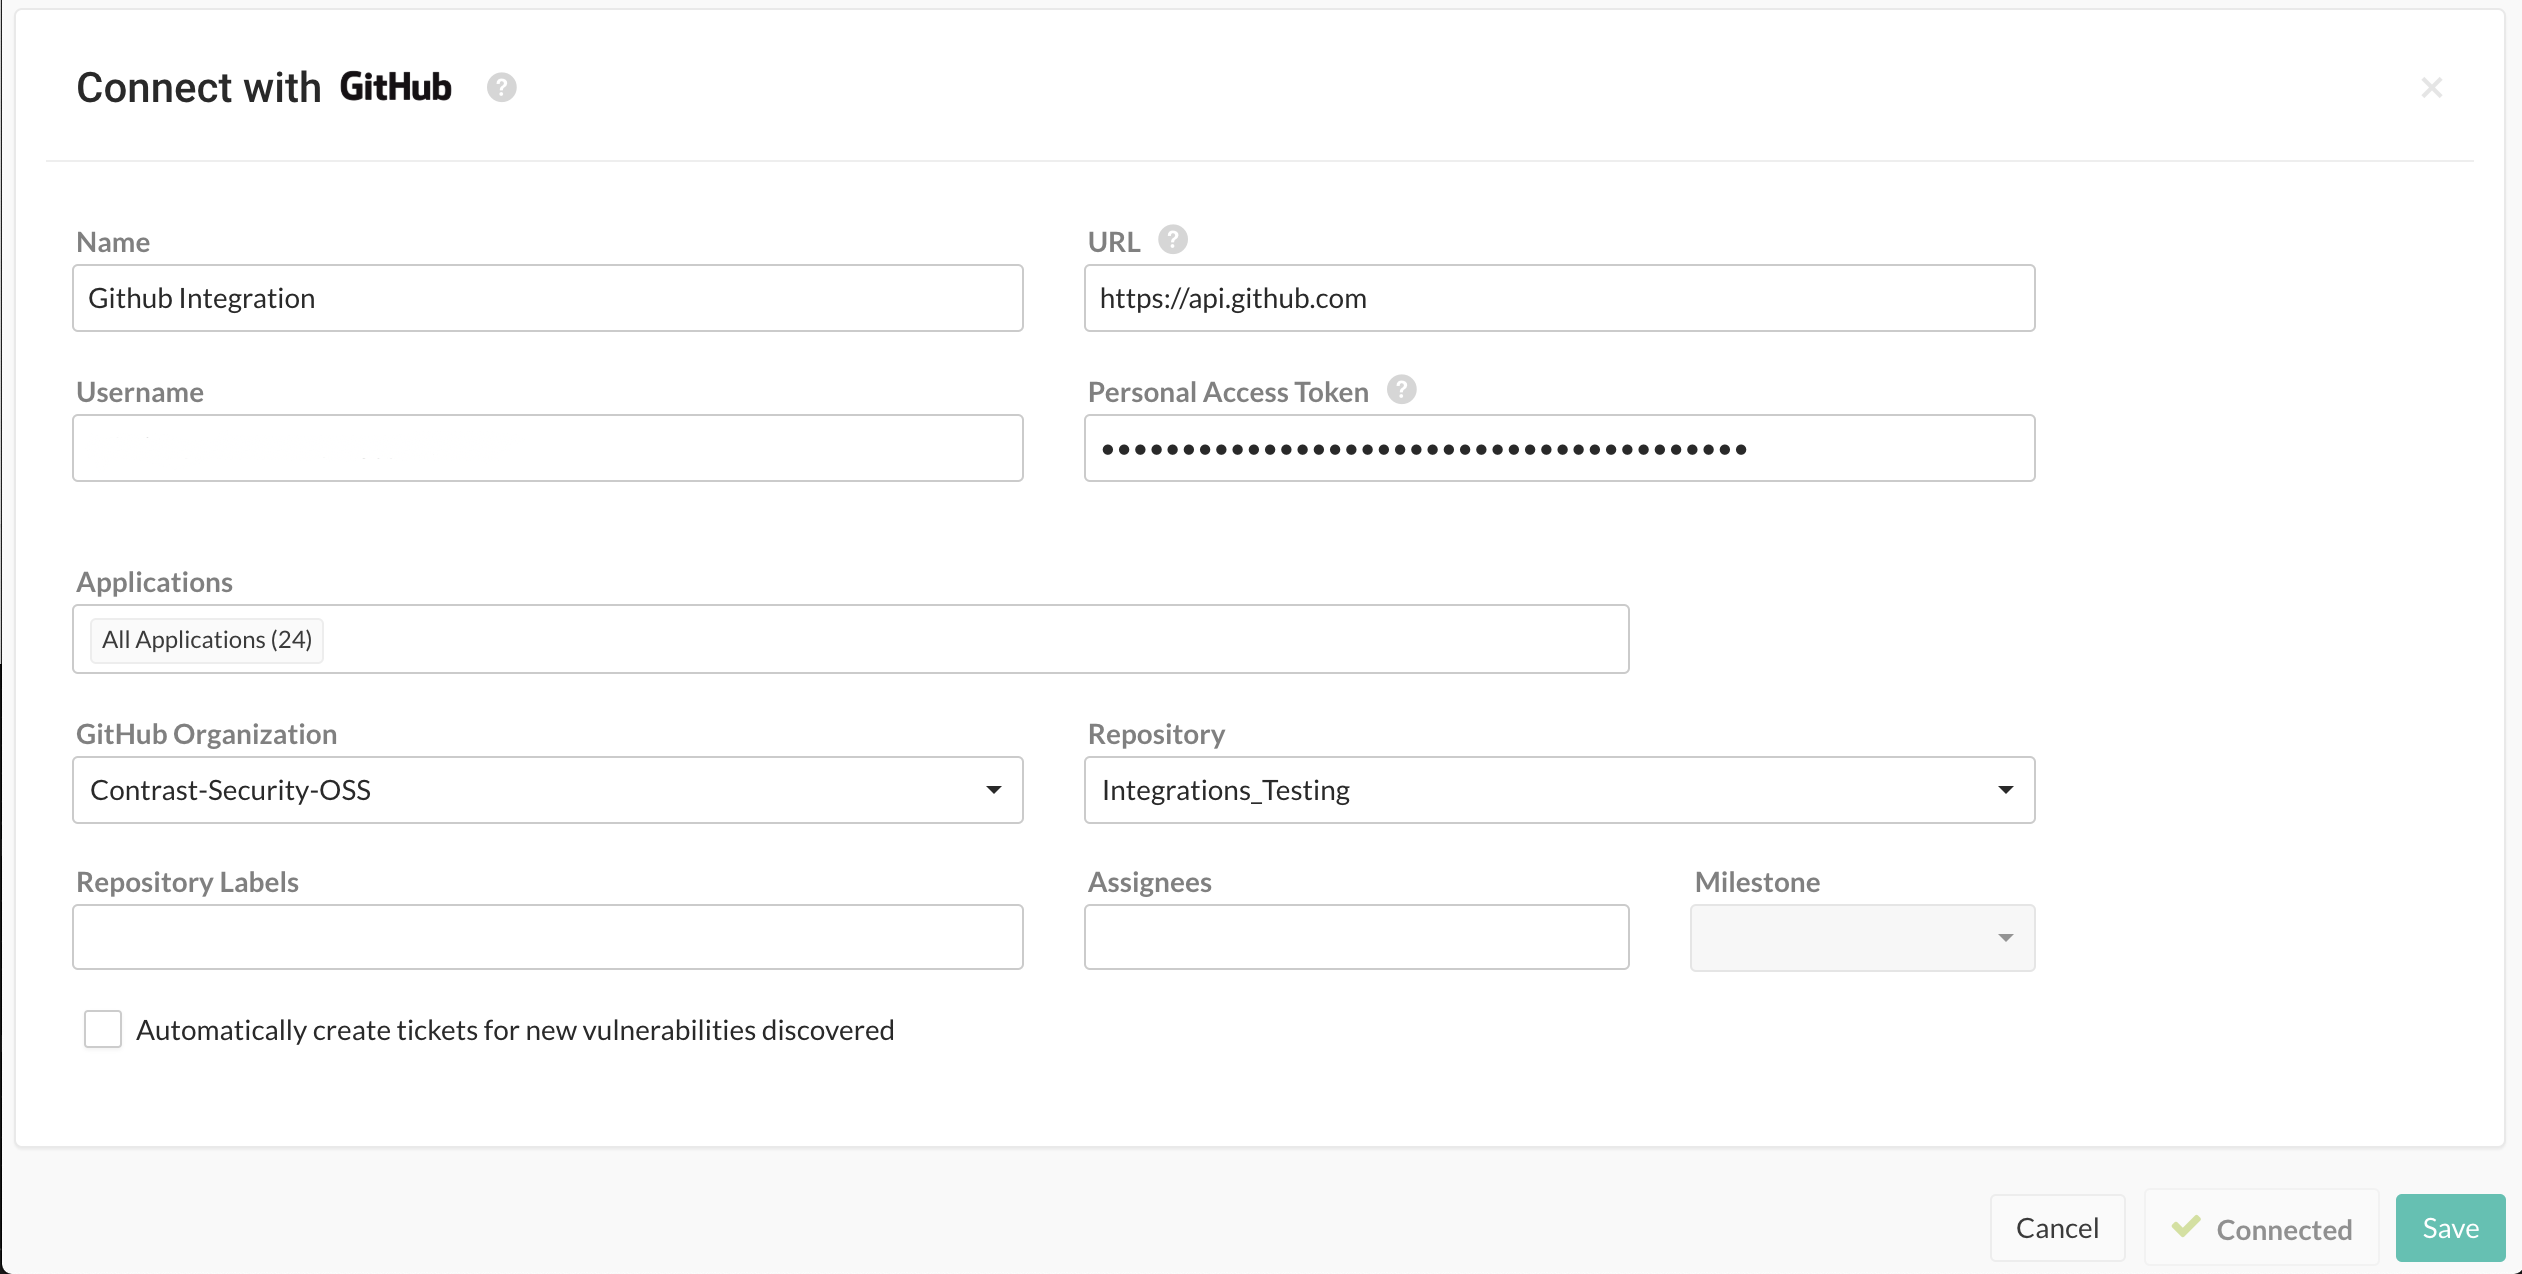 Connect with GitHub ?
Name
Github Integration
URL ?
https://api.github.com
Username
Personal Access Token ?
••••••••••••••••••••••••••••••••••••••••
Applications
All Applications (24)
GitHub Organization
Contrast-Security-OSS
Repository
Integrations_Testing
Repository Labels
Assignees
Milestone
Automatically create tickets for new vulnerabilities discovered
Cancel
Connected
Save